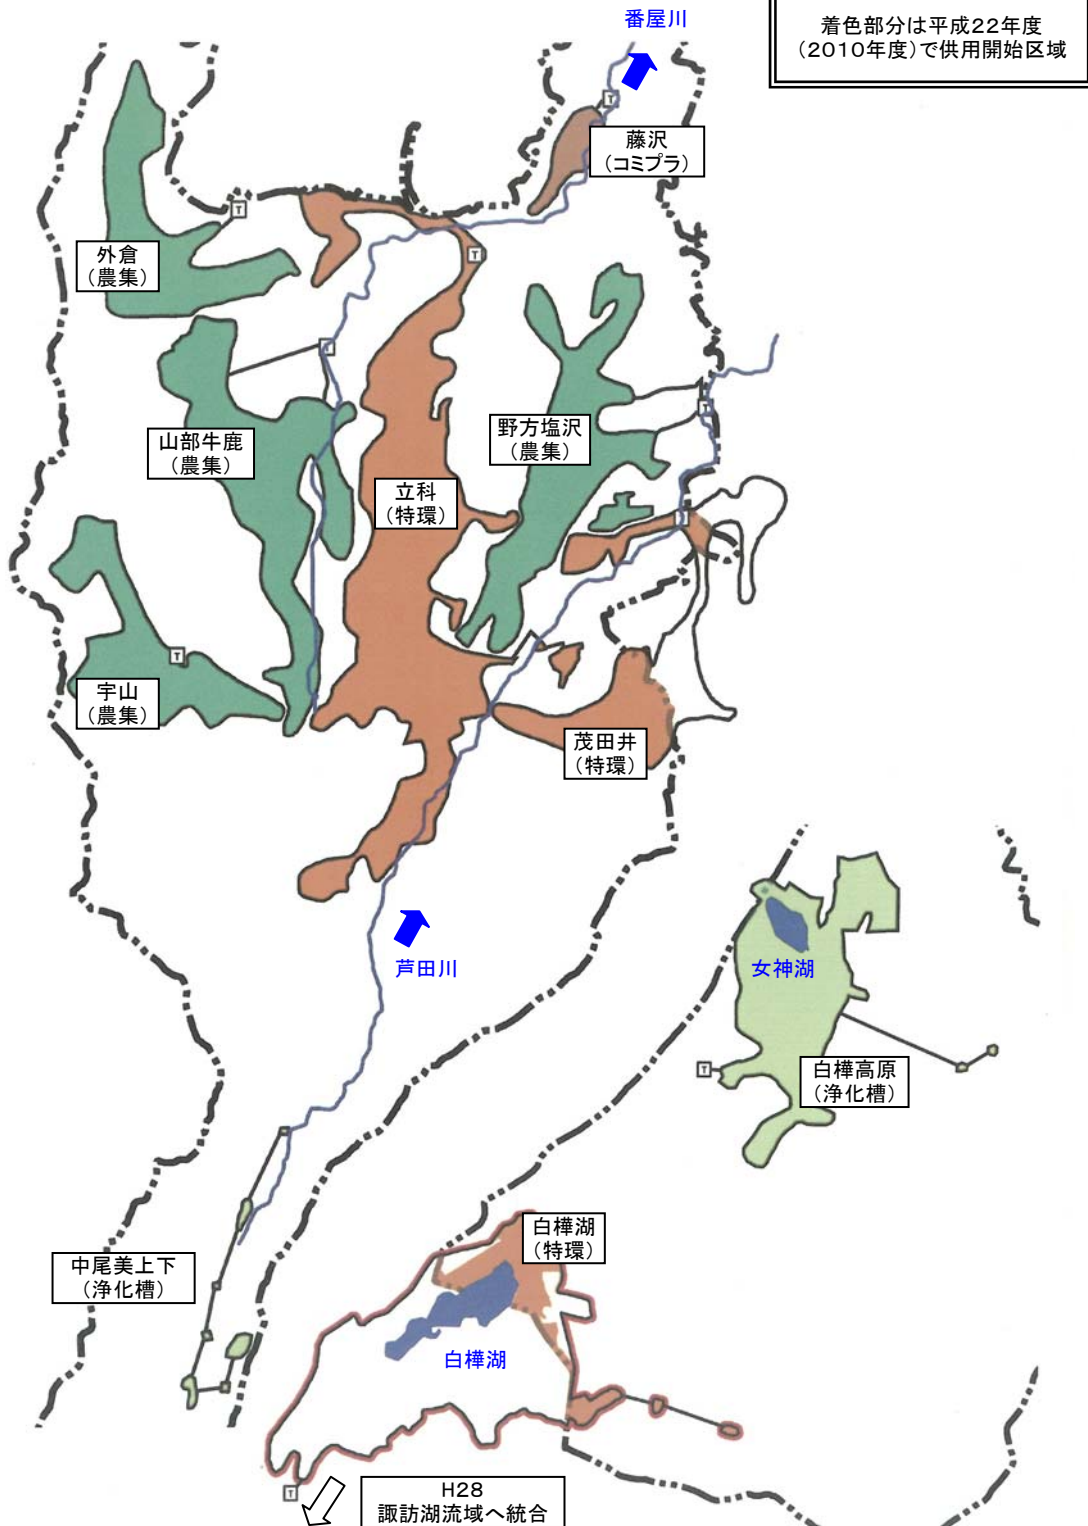 番屋川
着色部分は平成22年度
(2010年度)で供用開始区域
T
藤沢
(コミプラ)
T
外倉
(農集)
T
T
山部牛鹿
(農集)
野方塩沢
(農集)
立科
(特環)
T
宇山
(農集)
茂田井
(特環)
芦田川
女神湖
T
白樺高原
(浄化槽)
白樺湖
(特環)
中尾美上下
(浄化槽)
白樺湖
T
H28
諏訪湖流域へ統合